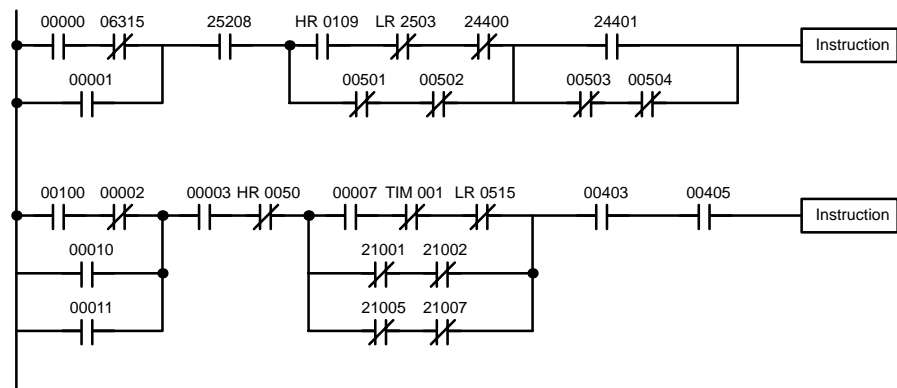 00000 06315 25208 HR 0109 LR 2503 24400 24401
Instruction
00001 00501 00502 00503 00504
00100 00002 00003 HR 0050 00007 TIM 001 LR 0515 00403 00405
Instruction
00010 21001 21002
00011 21005 21007